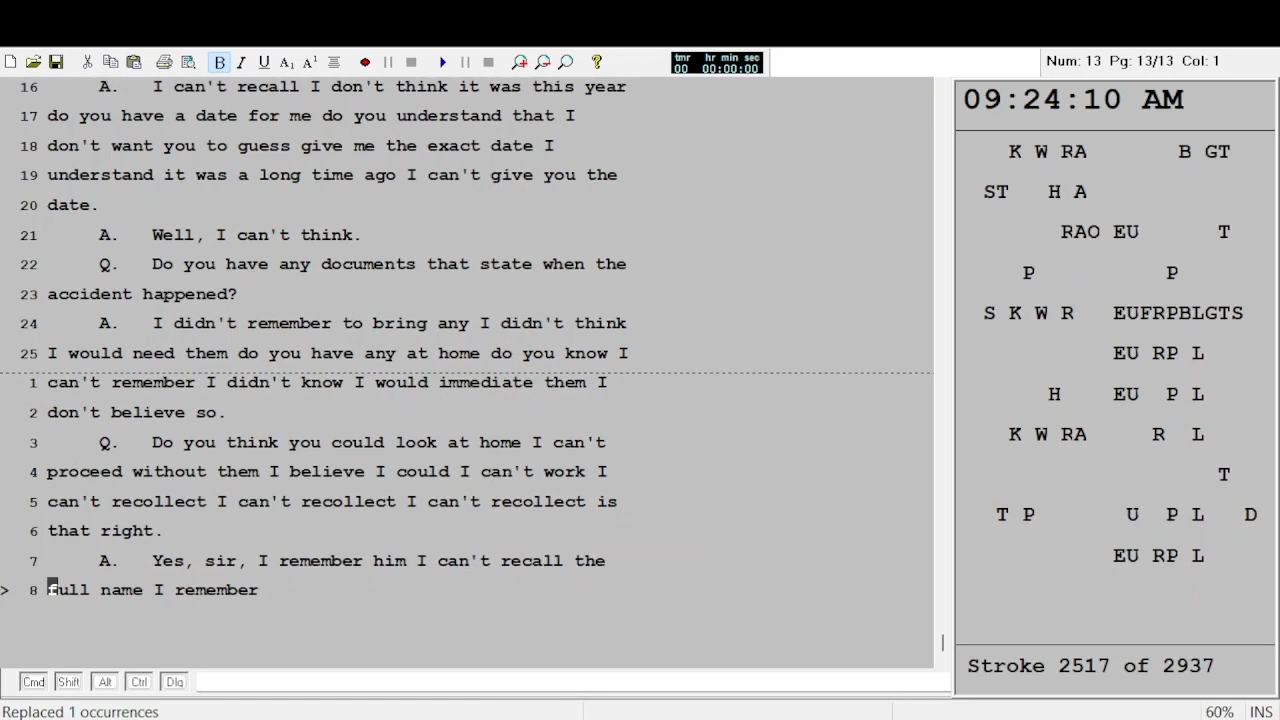 B I U A₁ A¹ ?
tmr hr min sec
00 00:00:00
Num: 13 Pg: 13/13 Col: 1
16 A. I can't recall I don't think it was this year
17 do you have a date for me do you understand that I
18 don't want you to guess give me the exact date I
19 understand it was a long time ago I can't give you the
20 date.
21 A. Well, I can't think.
22 Q. Do you have any documents that state when the
23 accident happened?
24 A. I didn't remember to bring any I didn't think
25 I would need them do you have any at home do you know I
1 can't remember I didn't know I would immediate them I
2 don't believe so.
3 Q. Do you think you could look at home I can't
4 proceed without them I believe I could I can't work I
5 can't recollect I can't recollect I can't recollect is
6 that right.
7 A. Yes, sir, I remember him I can't recall the
> 8 full name I remember
09:24:10 AM
K W RA B GT
ST H A
RAO EU T
P P
S K W R EUFRPBLGTS
EU RP L
H EU P L
K W RA R L
T
T P U P L D
EU RP L
Stroke 2517 of 2937
Cmd Shift Alt Ctrl Dlg
Replaced 1 occurrences
60% INS